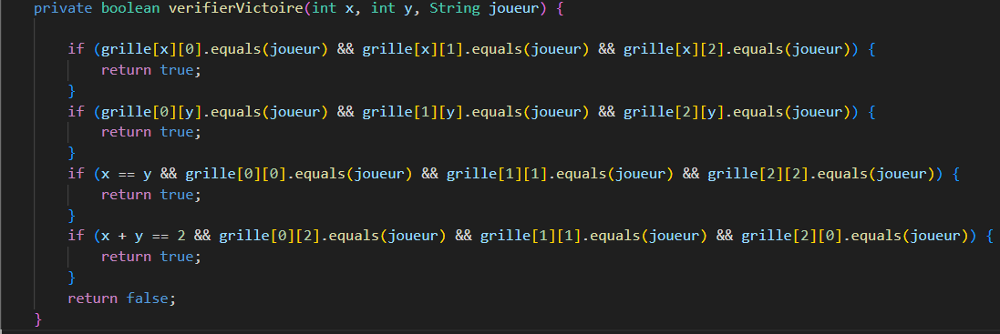 private boolean verifierVictoire(int x, int y, String joueur) {
if (grille[x][0].equals(joueur) && grille[x][1].equals(joueur) && grille[x][2].equals(joueur)) {
return true;
}
if (grille[0][y].equals(joueur) && grille[1][y].equals(joueur) && grille[2][y].equals(joueur)) {
return true;
}
if (x == y && grille[0][0].equals(joueur) && grille[1][1].equals(joueur) && grille[2][2].equals(joueur)) {
return true;
}
if (x + y == 2 && grille[0][2].equals(joueur) && grille[1][1].equals(joueur) && grille[2][0].equals(joueur)) {
return true;
}
return false;
}